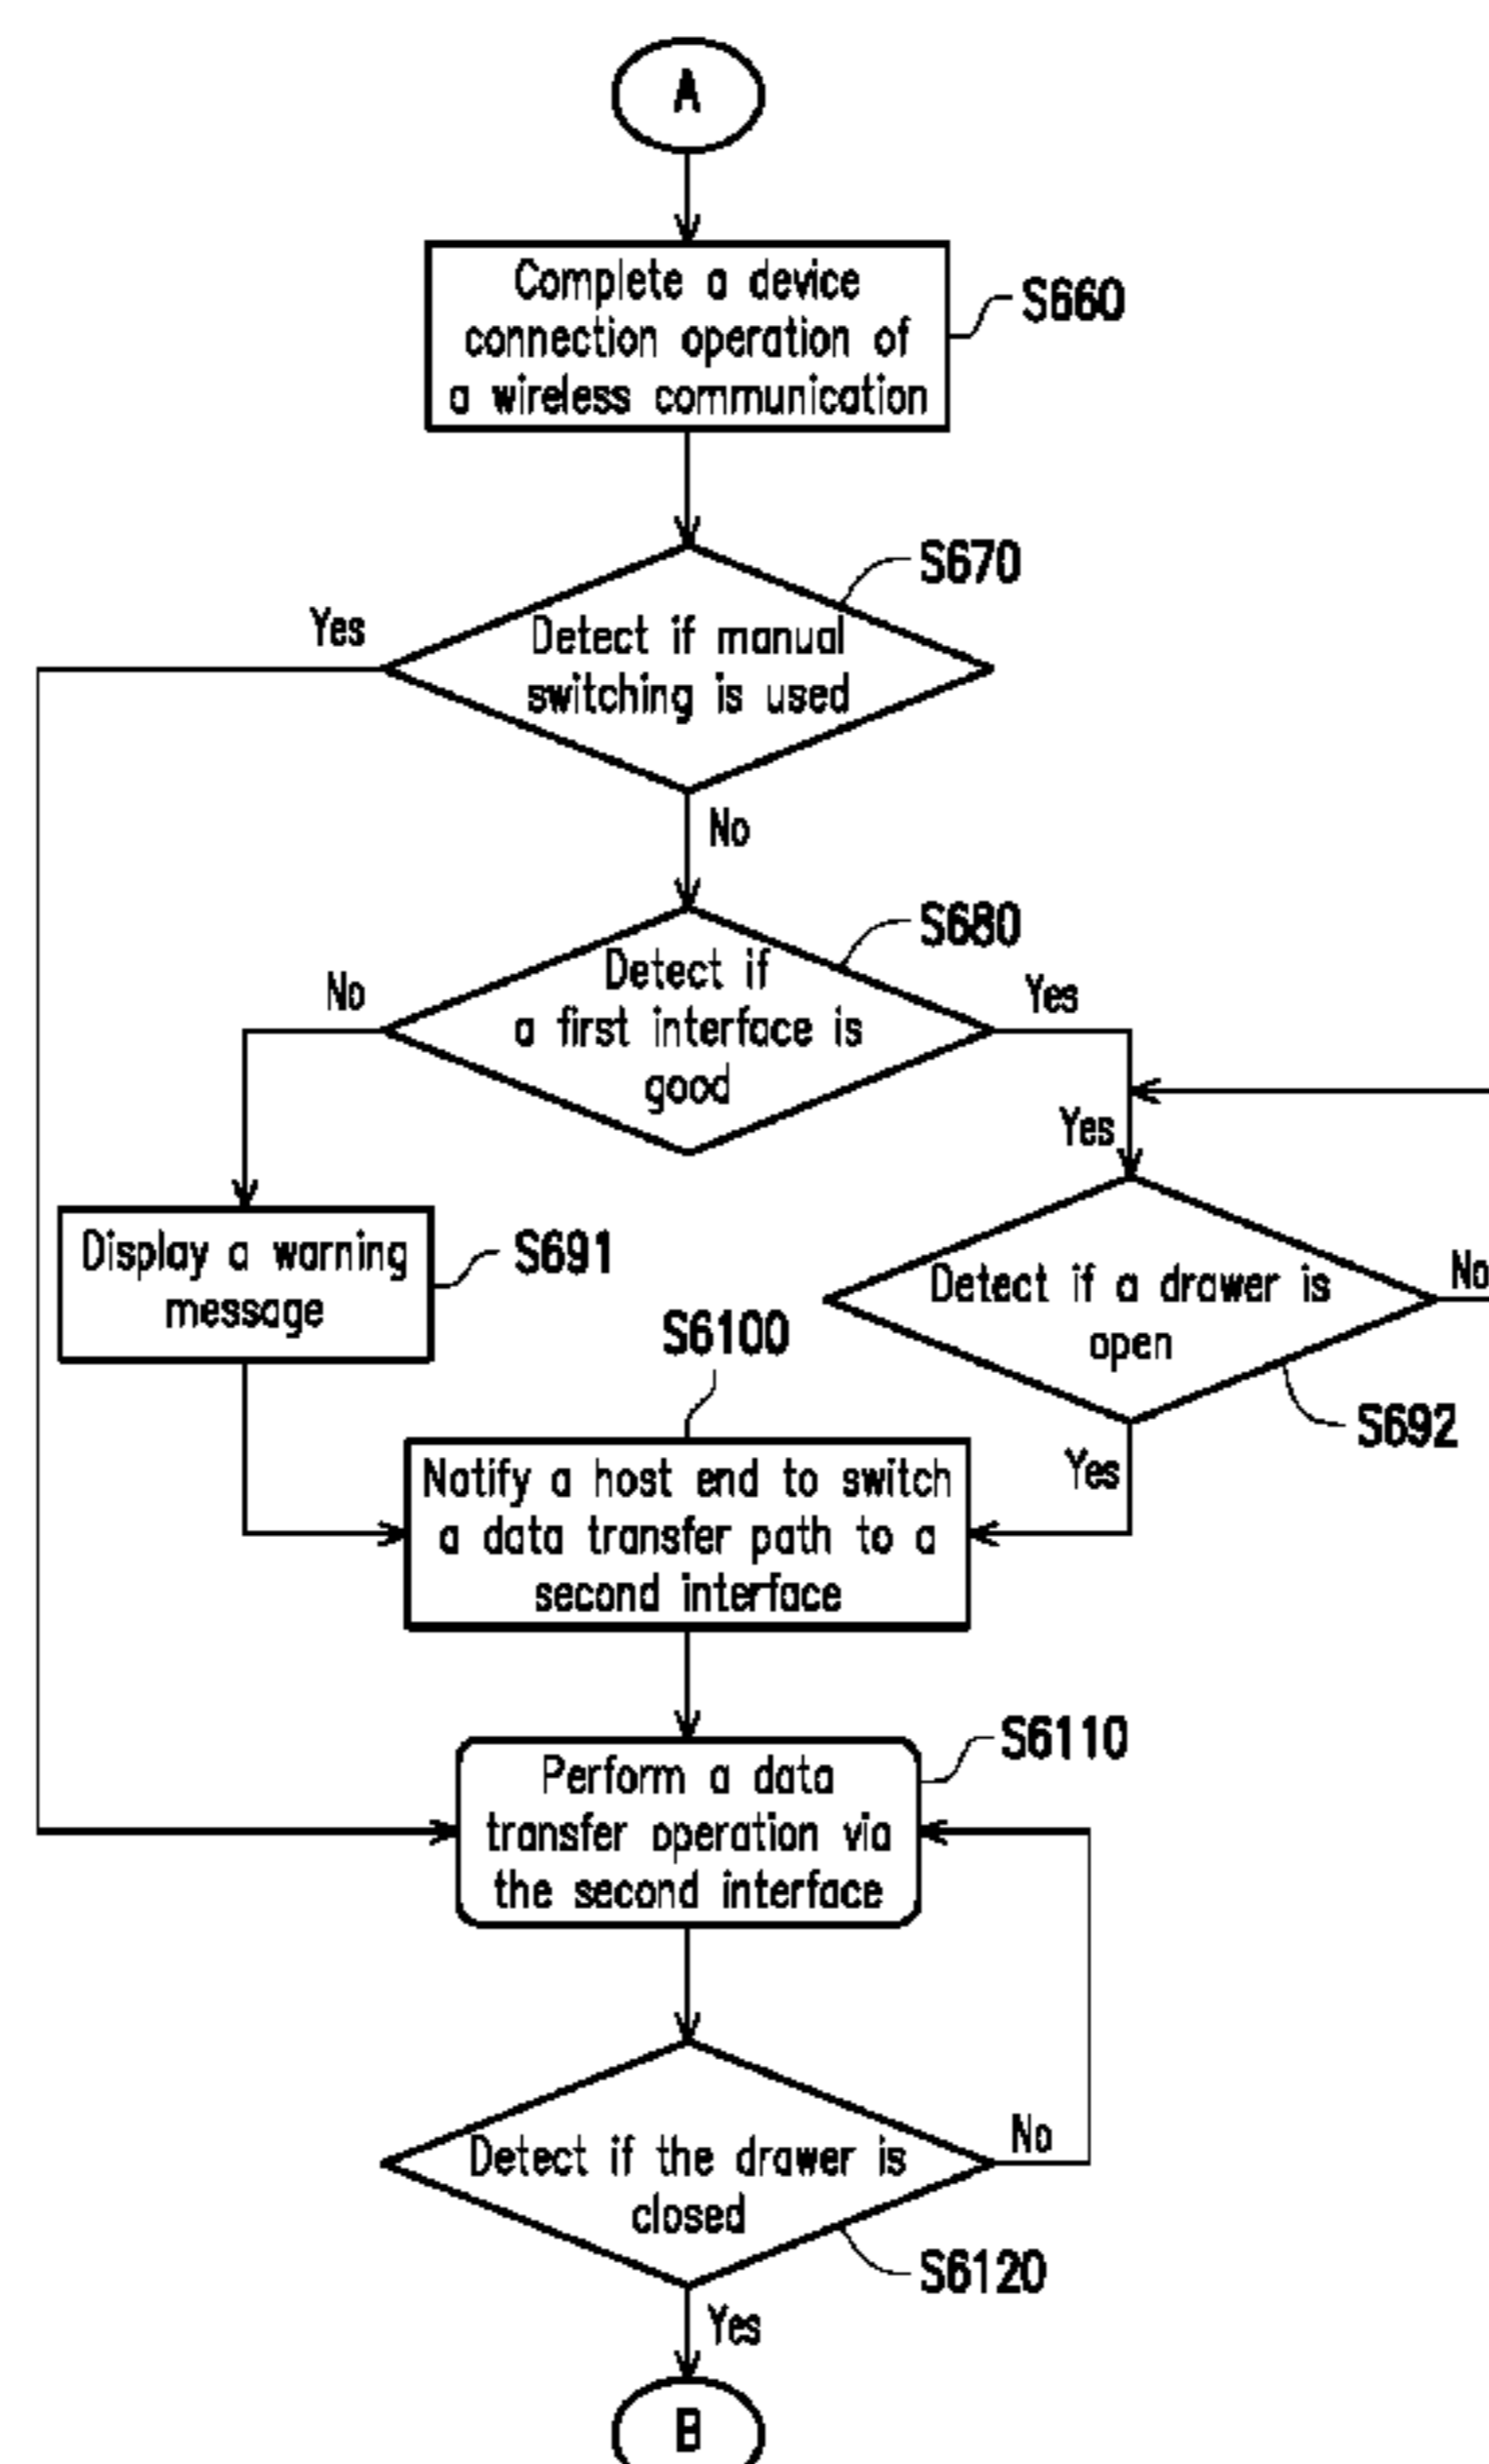 A
Complete a device
connection operation of
a wireless communication
S660
S670
Yes
Detect if manual
switching is used
No
S680
No
Detect if
a first interface is
good
Yes
Yes
Display a warning
message
S691
Detect if a drawer is
open
No
S692
S6100
Yes
Notify a host end to switch
a data transfer path to a
second interface
S6110
Perform a data
transfer operation via
the second interface
Detect if the drawer is
closed
No
S6120
Yes
B